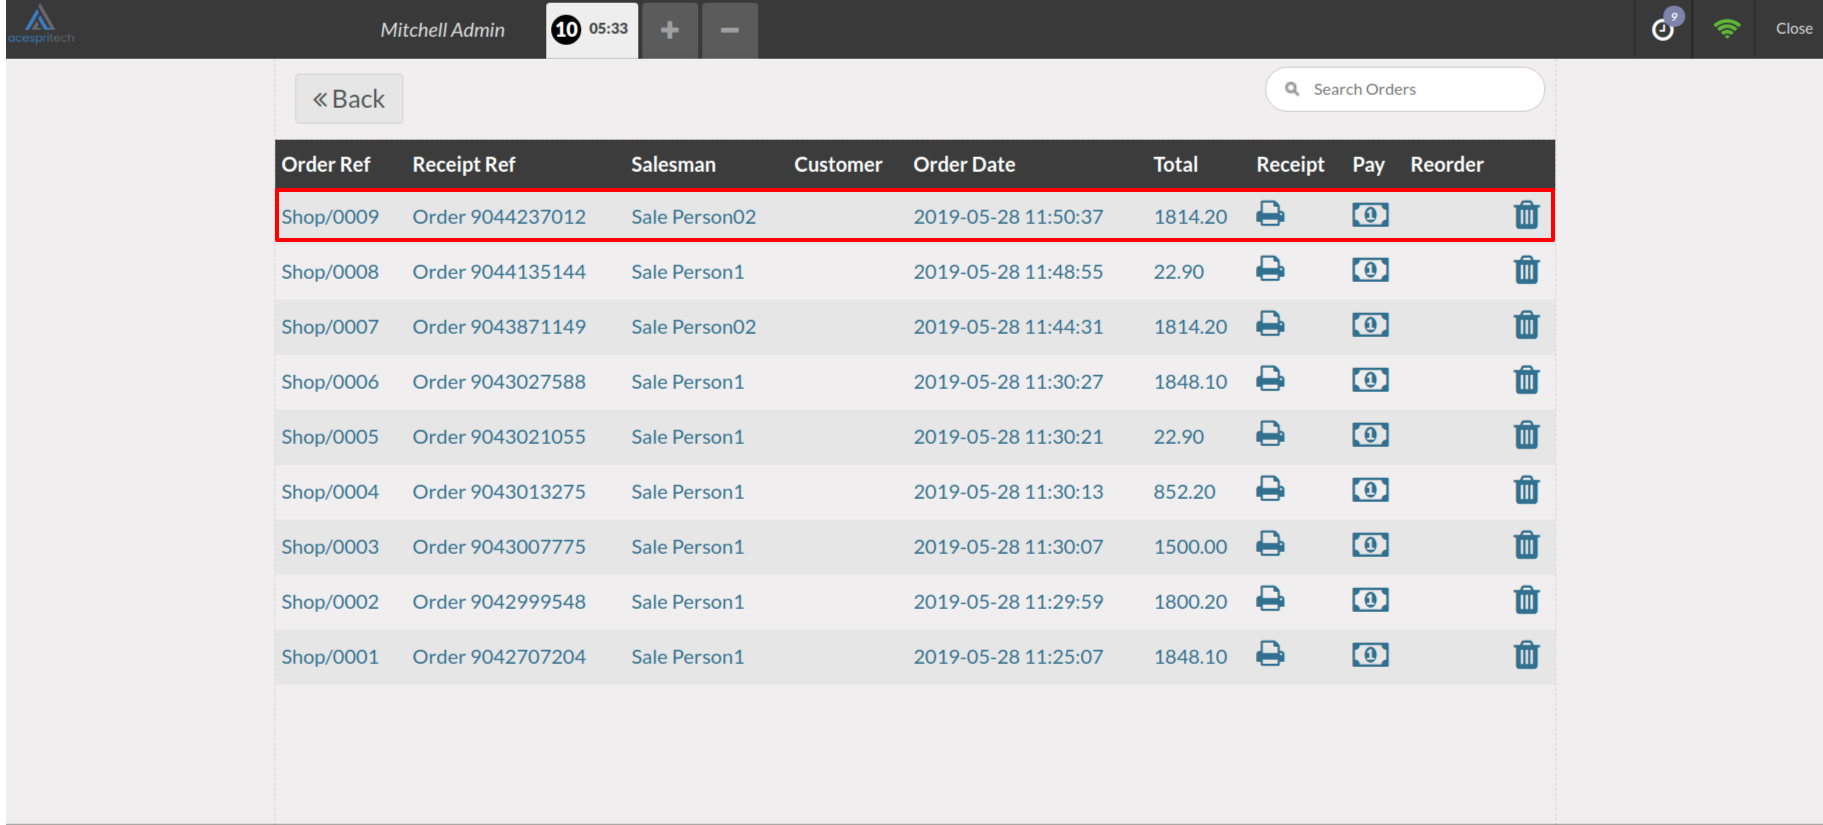 acespritech Mitchell Admin 10 05:33 9 Close
Back Search Orders
Order Ref Receipt Ref Salesman Customer Order Date Total Receipt Pay Reorder
Shop/0009 Order 9044237012 Sale Person02 2019-05-28 11:50:37 1814.20
Shop/0008 Order 9044135144 Sale Person1 2019-05-28 11:48:55 22.90
Shop/0007 Order 9043871149 Sale Person02 2019-05-28 11:44:31 1814.20
Shop/0006 Order 9043027588 Sale Person1 2019-05-28 11:30:27 1848.10
Shop/0005 Order 9043021055 Sale Person1 2019-05-28 11:30:21 22.90
Shop/0004 Order 9043013275 Sale Person1 2019-05-28 11:30:13 852.20
Shop/0003 Order 9043007775 Sale Person1 2019-05-28 11:30:07 1500.00
Shop/0002 Order 9042999548 Sale Person1 2019-05-28 11:29:59 1800.20
Shop/0001 Order 9042707204 Sale Person1 2019-05-28 11:25:07 1848.10